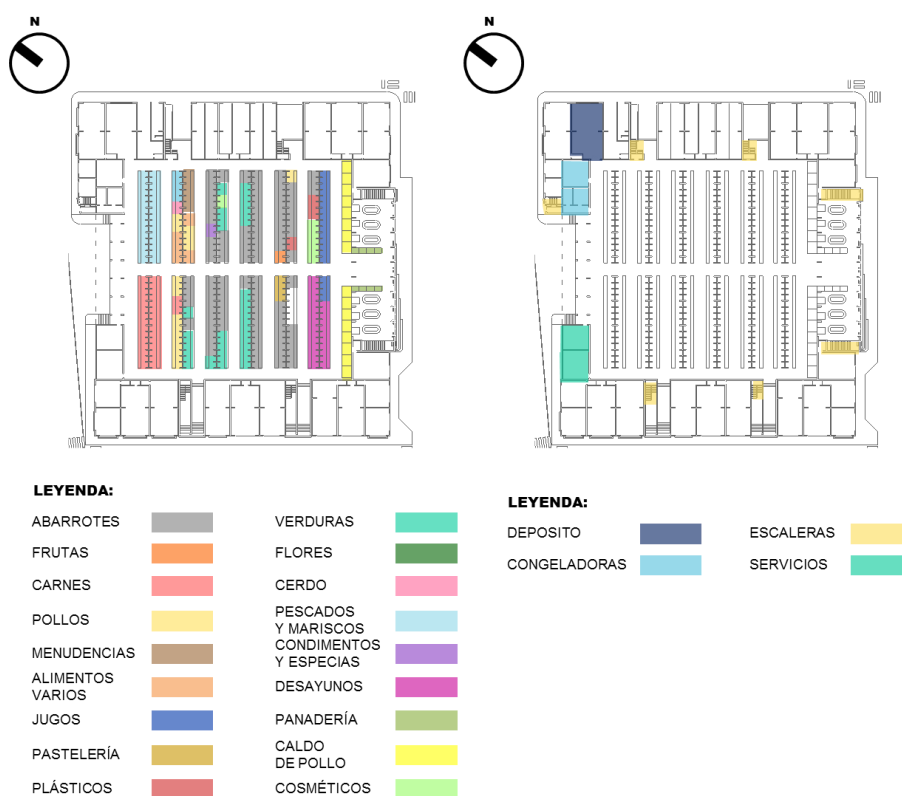 N
N
LEYENDA:
ABARROTES
FRUTAS
CARNES
POLLOS
MENUDENCIAS
ALIMENTOS
VARIOS
JUGOS
PASTELERÍA
PLÁSTICOS
VERDURAS
FLORES
CERDO
PESCADOS
Y MARISCOS
CONDIMENTOS
Y ESPECIAS
DESAYUNOS
PANADERÍA
CALDO
DE POLLO
COSMÉTICOS
LEYENDA:
DEPOSITO
CONGELADORAS
ESCALERAS
SERVICIOS